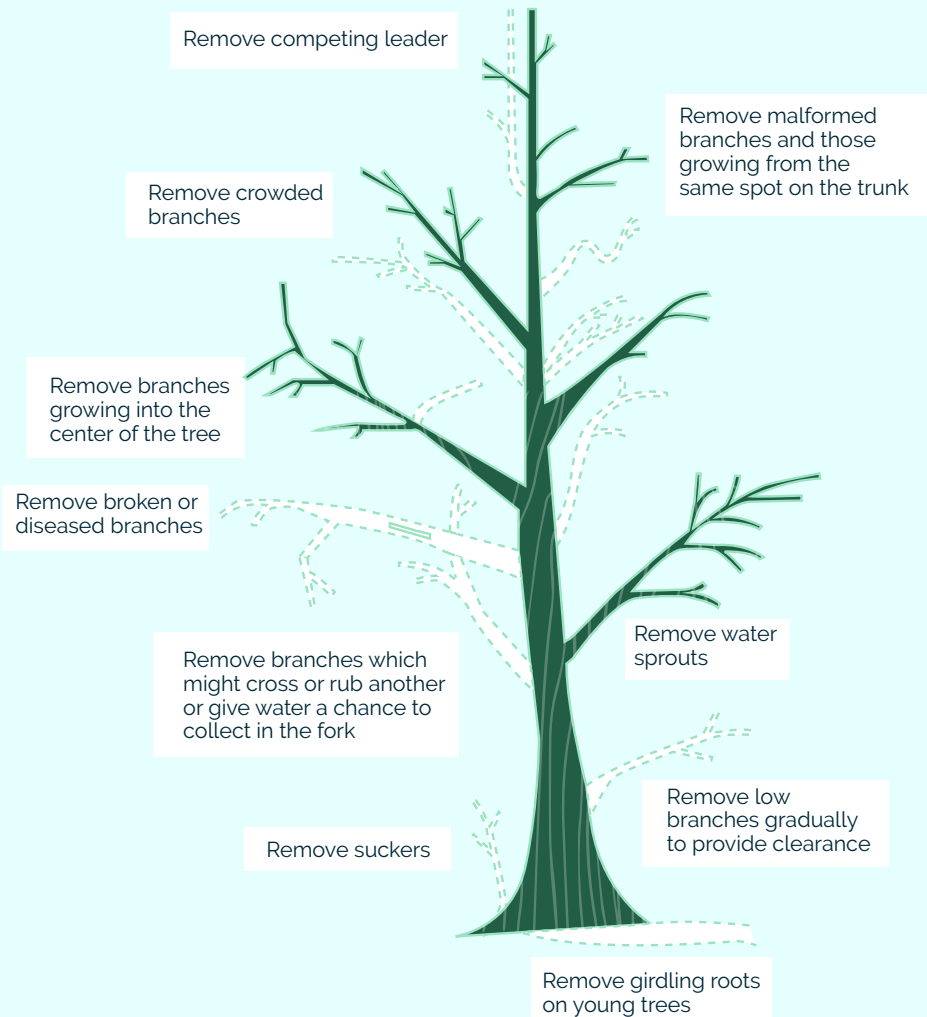 Remove competing leader
Remove malformed
branches and those
growing from the
same spot on the trunk
Remove crowded
branches
Remove branches
growing into the
center of the tree
Remove broken or
diseased branches
Remove water
sprouts
Remove branches which
might cross or rub another
or give water a chance to
collect in the fork
Remove low
branches gradually
to provide clearance
Remove suckers
Remove girdling roots
on young trees